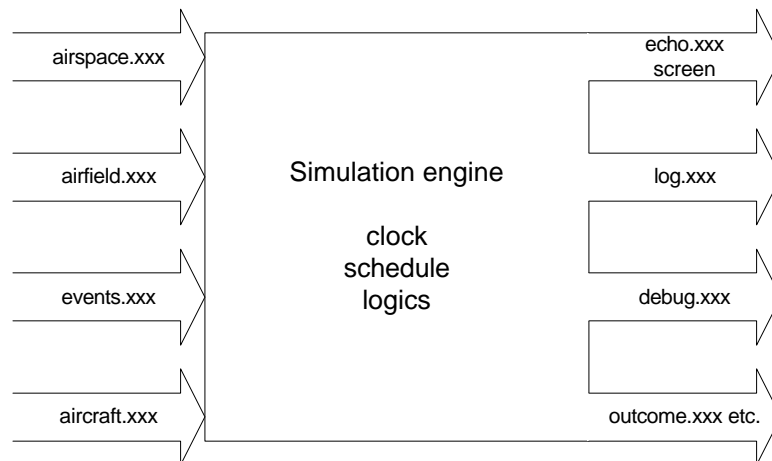 airspace.xxx
airfield.xxx
events.xxx
aircraft.xxx
Simulation engine
clock
schedule
logics
echo.xxx
screen
log.xxx
debug.xxx
outcome.xxx etc.